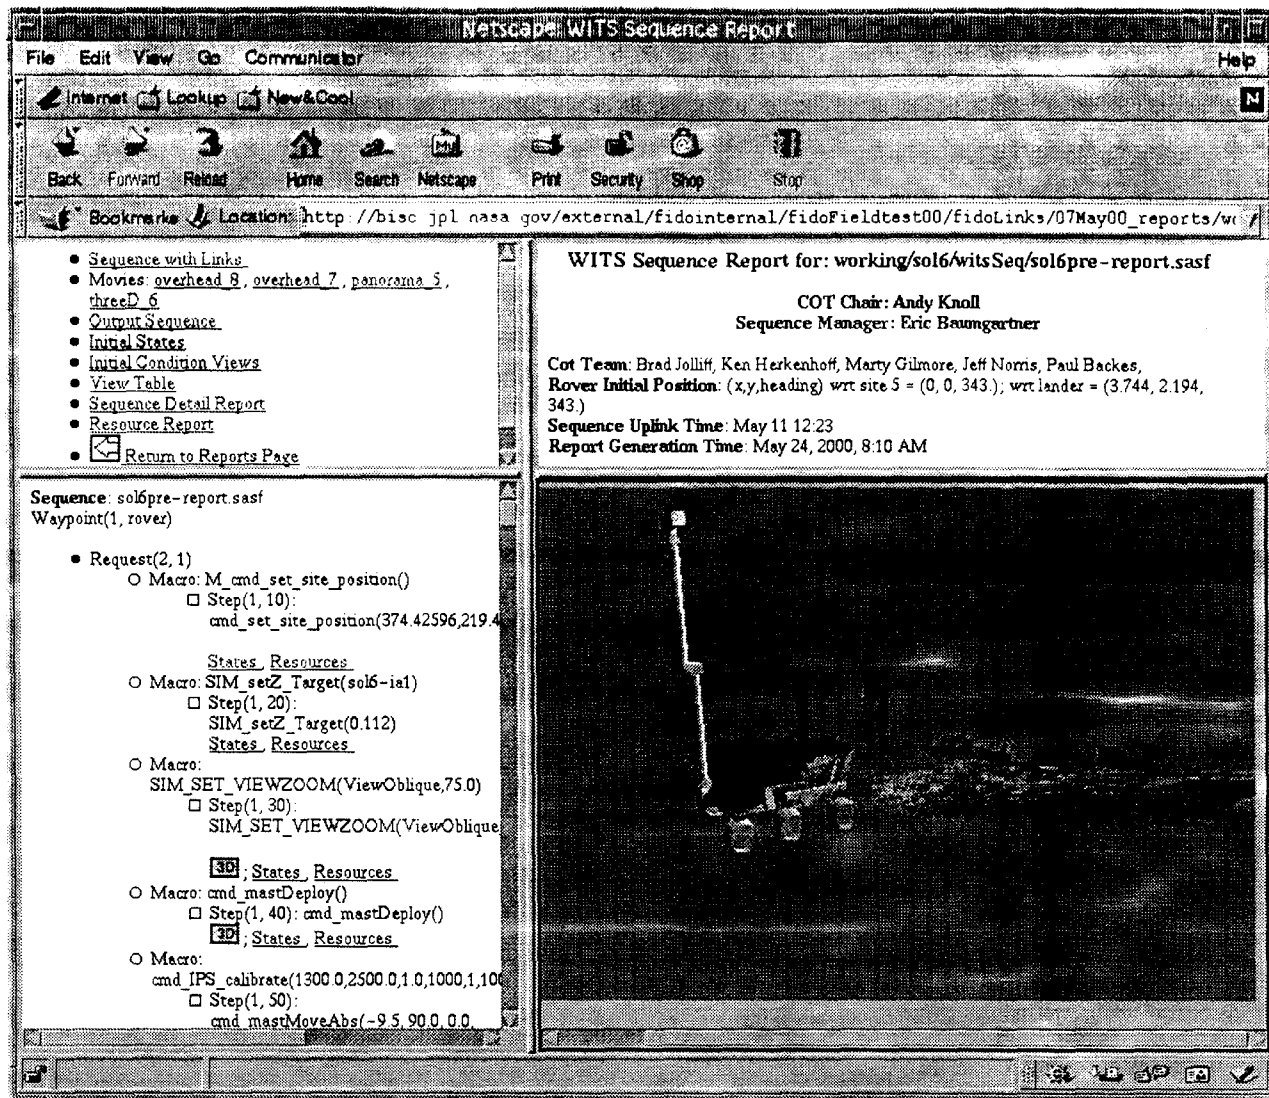 Netscape: WITS Sequence Report
File Edit View Go Communicator Help
Internet Lookup New&Cool
N
My
Back Forward Reload Home Search Netscape Print Security Shop Stop
Bookmarks Location: http://bisc jpl nasa gov/external/fidointernal/fidoFieldtest00/fidoLinks/07May00_reports/wo
Sequence with Links
Movies: overhead_8 , overhead_7 , panorama_5 ,
threeD_6
Output Sequence
Initial States
Initial Condition Views
View Table
Sequence Detail Report
Resource Report
Return to Reports Page
WITS Sequence Report for: working/sol6/witsSeq/sol6pre-report.sasf
COT Chair: Andy Knoll
Sequence Manager: Eric Baumgartner
Cot Team: Brad Jolliff, Ken Herkenhoff, Marty Gilmore, Jeff Norris, Paul Backes,
Rover Initial Position: (x,y,heading) wrt site 5 = (0, 0, 343.); wrt lander = (3.744, 2.194,
343.)
Sequence Uplink Time: May 11 12:23
Report Generation Time: May 24, 2000, 8:10 AM
Sequence: sol6pre-report.sasf
Waypoint(1, rover)
Request(2, 1)
Macro: M_cmd_set_site_position()
Step(1, 10):
cmd_set_site_position(374.42596,219.4
States , Resources
Macro: SIM_setZ_Target(sol6-ia1)
Step(1, 20):
SIM_setZ_Target(0.112)
States , Resources
Macro:
SIM_SET_VIEWZOOM(ViewOblique,75.0)
Step(1, 30):
SIM_SET_VIEWZOOM(ViewOblique
3D ; States , Resources
Macro: cmd_mastDeploy()
Step(1, 40): cmd_mastDeploy()
3D ; States , Resources
Macro:
cmd_IPS_calibrate(1300.0,2500.0,1.0,1000,1,100
Step(1, 50):
cmd_mastMoveAbs(-9.5, 90.0, 0.0,